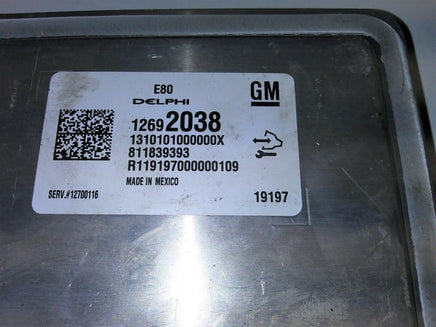 E80
DELPHI
GM
12692038
1310101000000X
811839393
R119197000000109
MADE IN MEXICO
SERV.#12700116
19197